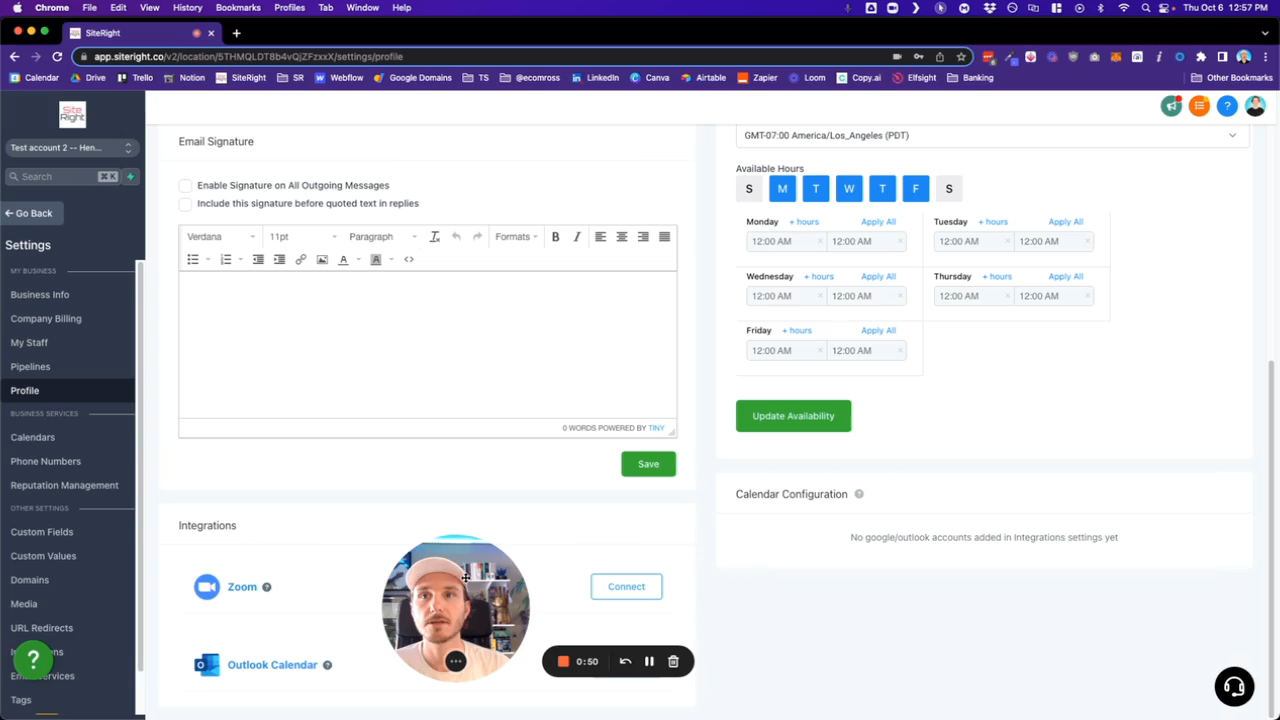 Chrome File Edit View History Bookmarks Profiles Tab Window Help
Thu Oct 6 12:57 PM
SiteRight
app.siteright.co/v2/location/5THMQLDT8b4vQjZFzxxX/settings/profile
Calendar Drive Trello Notion SiteRight SR Webflow Google Domains TS @ecomross LinkedIn Canva Airtable Zapier Loom Copy.ai Elfsight Banking Other Bookmarks
Site
Right
Test account 2 -- Hen...
Search ⌘K
Go Back
Settings
MY BUSINESS
Business Info
Company Billing
My Staff
Pipelines
Profile
BUSINESS SERVICES
Calendars
Phone Numbers
Reputation Management
OTHER SETTINGS
Custom Fields
Custom Values
Domains
Media
URL Redirects
Tags
Email Signature
Enable Signature on All Outgoing Messages
Include this signature before quoted text in replies
Verdana 11pt Paragraph Formats B I
A A
0 WORDS POWERED BY TINY
Save
Integrations
Zoom
Connect
Outlook Calendar
0:50
GMT-07:00 America/Los_Angeles (PDT)
Available Hours
S M T W T F S
Monday + hours Apply All Tuesday + hours Apply All
12:00 AM × 12:00 AM × 12:00 AM × 12:00 AM ×
Wednesday + hours Apply All Thursday + hours Apply All
12:00 AM × 12:00 AM × 12:00 AM × 12:00 AM ×
Friday + hours Apply All
12:00 AM × 12:00 AM ×
Update Availability
Calendar Configuration
No google/outlook accounts added in Integrations settings yet